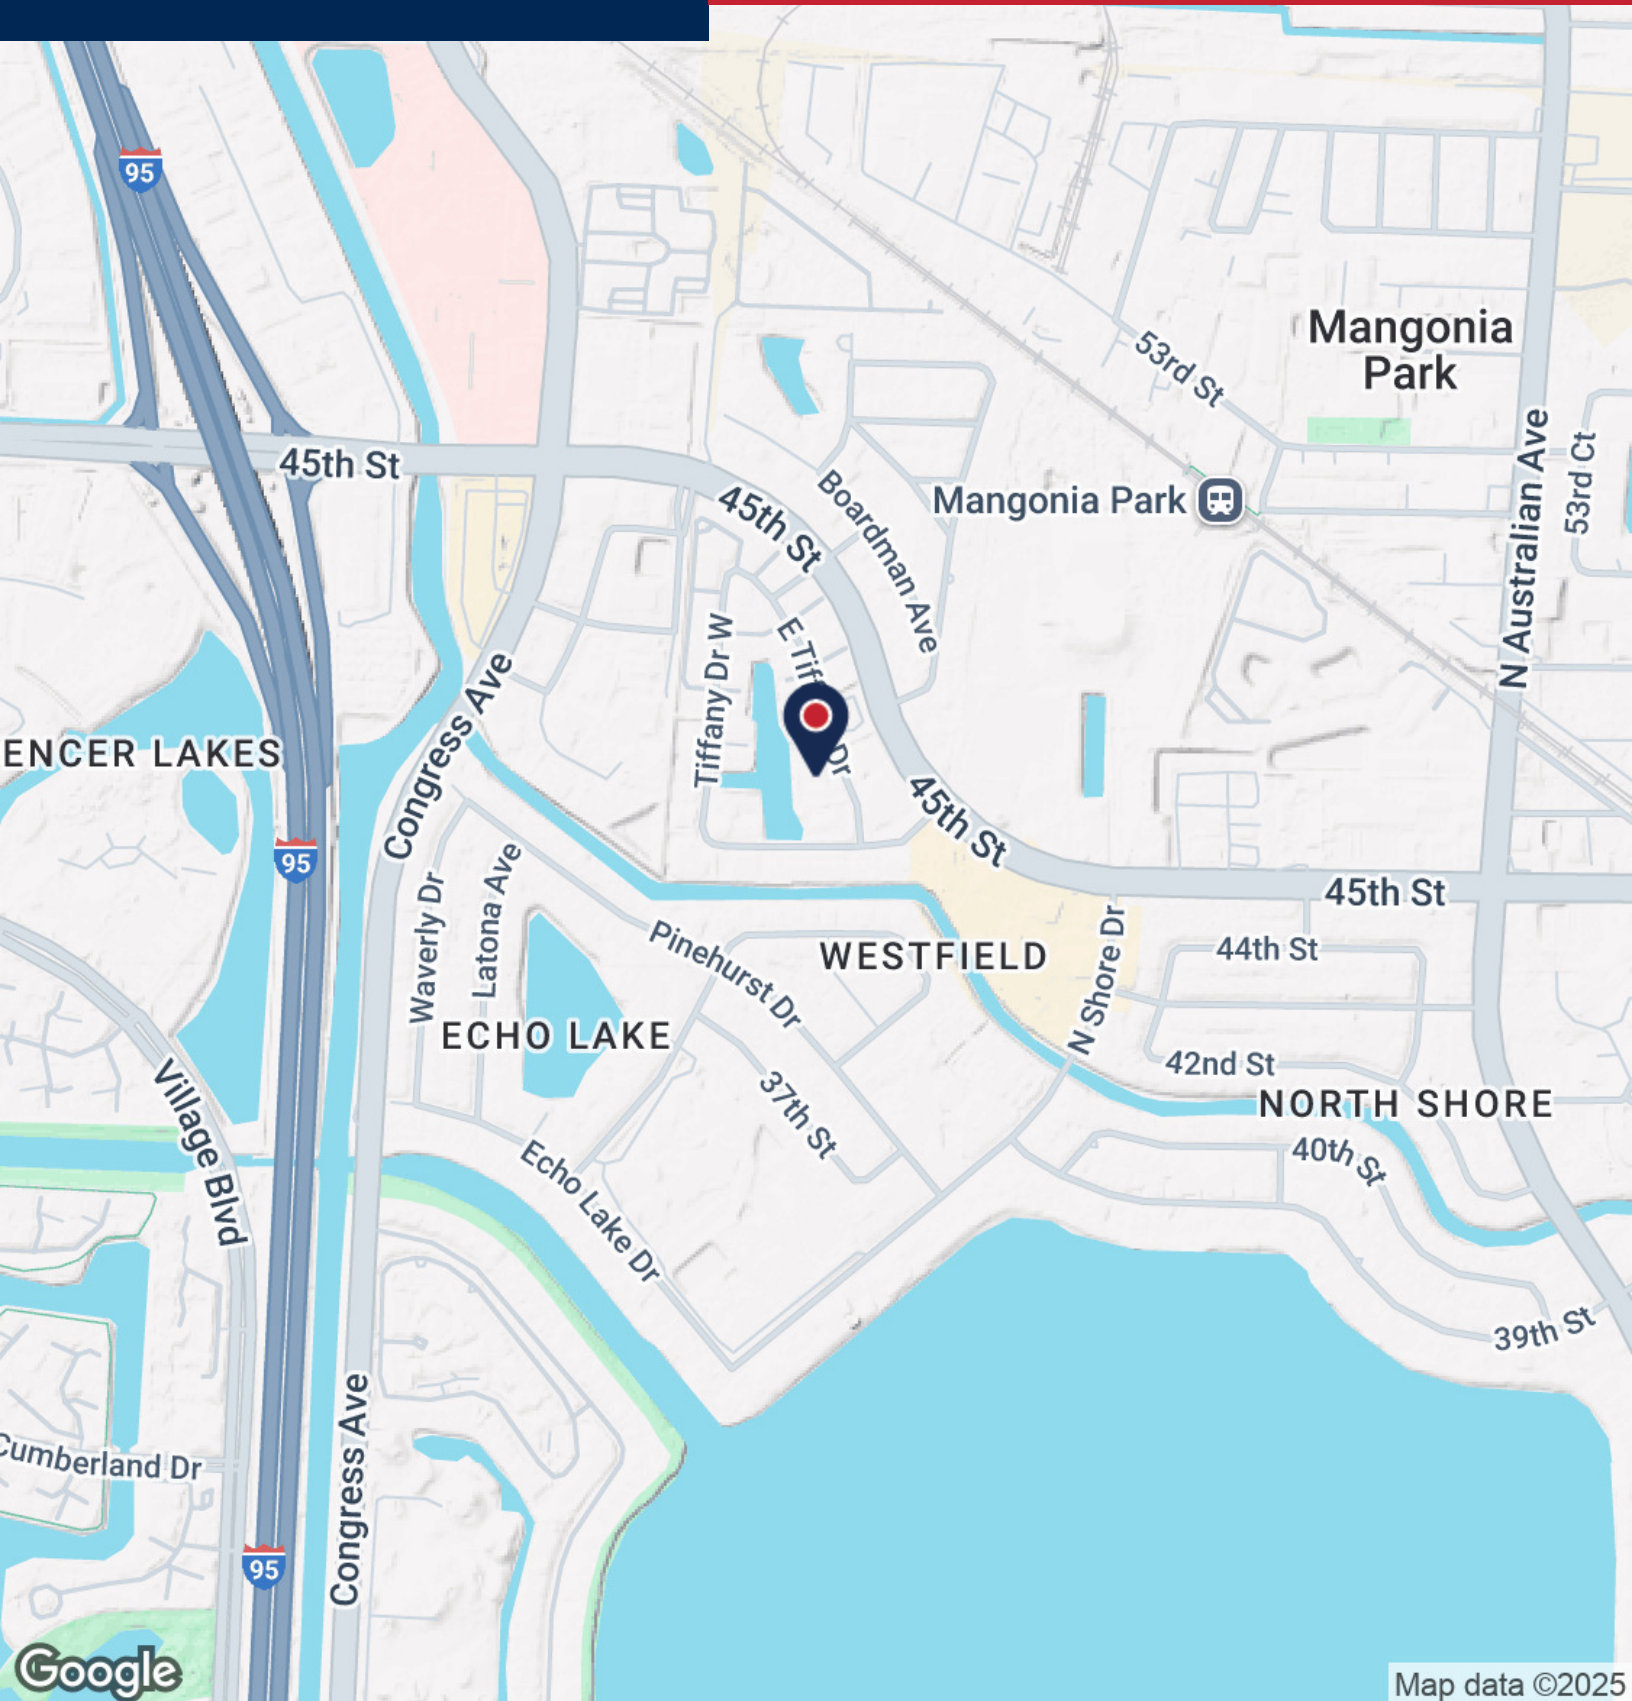 95
53rd St
Mangonia
Park
45th St
45th St
Boardman Ave
Mangonia Park
N Australian Ave
53rd Ct
Tiffany Dr W
E Tiff
Dr
ENCER LAKES
Congress Ave
45th St
95
45th St
Waverly Dr
Latona Ave
Pinehurst Dr
WESTFIELD
N Shore Dr
44th St
ECHO LAKE
42nd St
NORTH SHORE
Village Blvd
37th St
40th St
Echo Lake Dr
39th St
Cumberland Dr
Congress Ave
95
Google
Map data ©2025